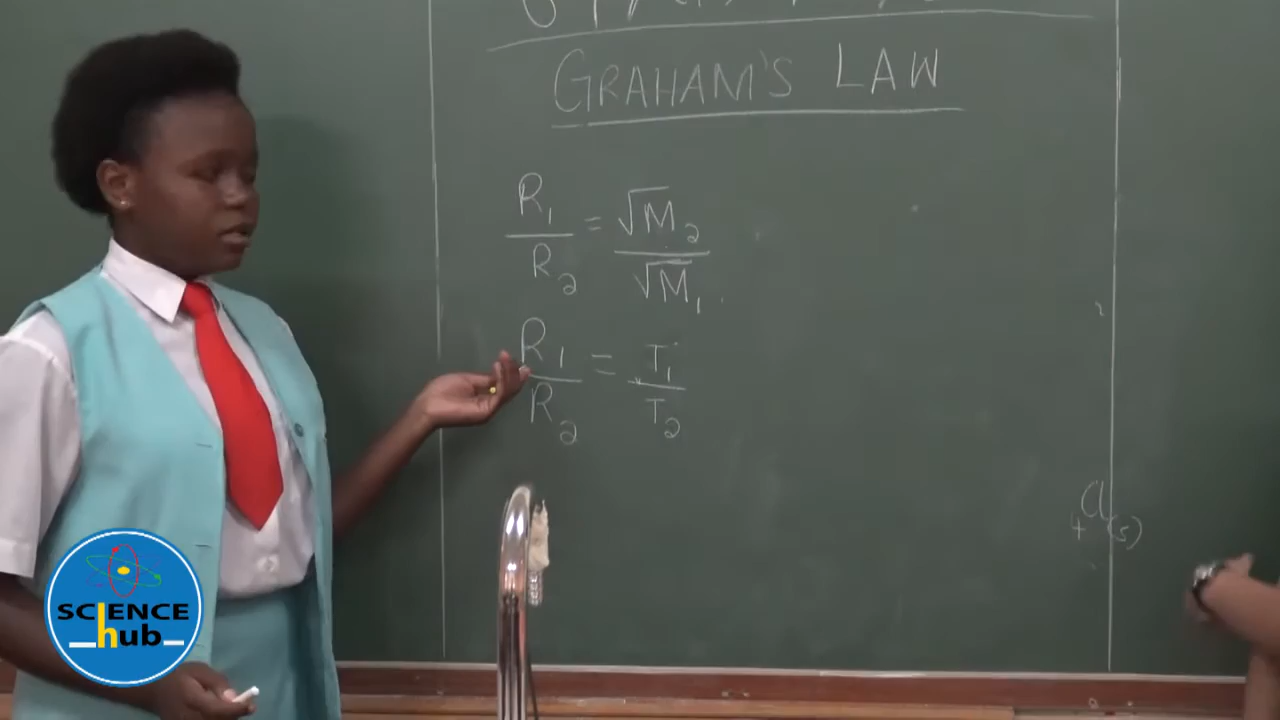 GRAHAM'S LAW
R₁/R₂ = √M₂/√M₁
R₁/R₂ = T₁/T₂
Cl(s)
SCIENCE
hub